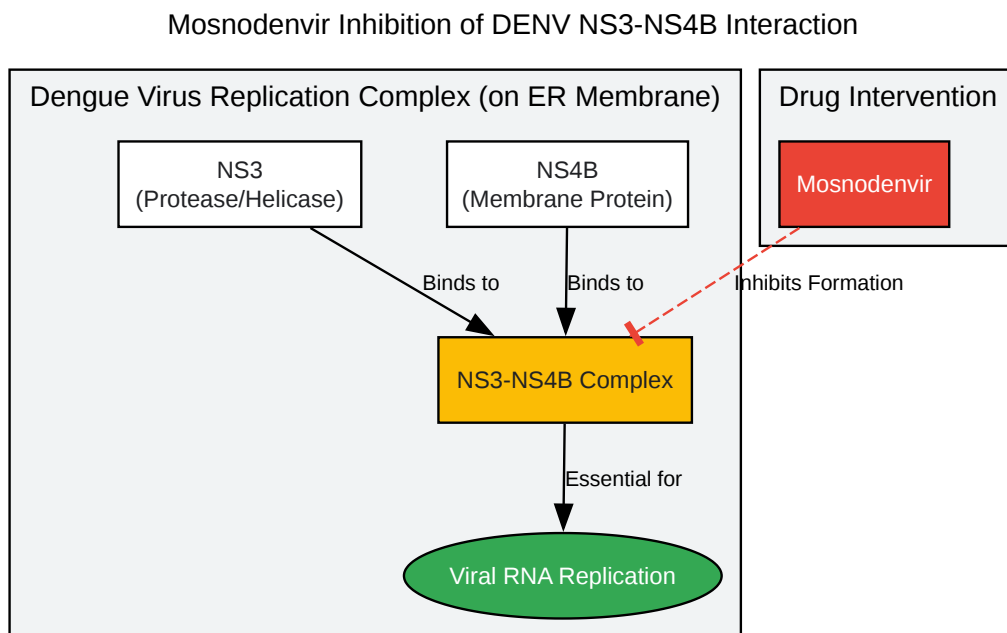 Mosnodenvir Inhibition of DENV NS3-NS4B Interaction
Dengue Virus Replication Complex (on ER Membrane)
Drug Intervention
NS3
(Protease/Helicase)
NS4B
(Membrane Protein)
Mosnodenvir
Binds to
Binds to
Inhibits Formation
NS3-NS4B Complex
Essential for
Viral RNA Replication